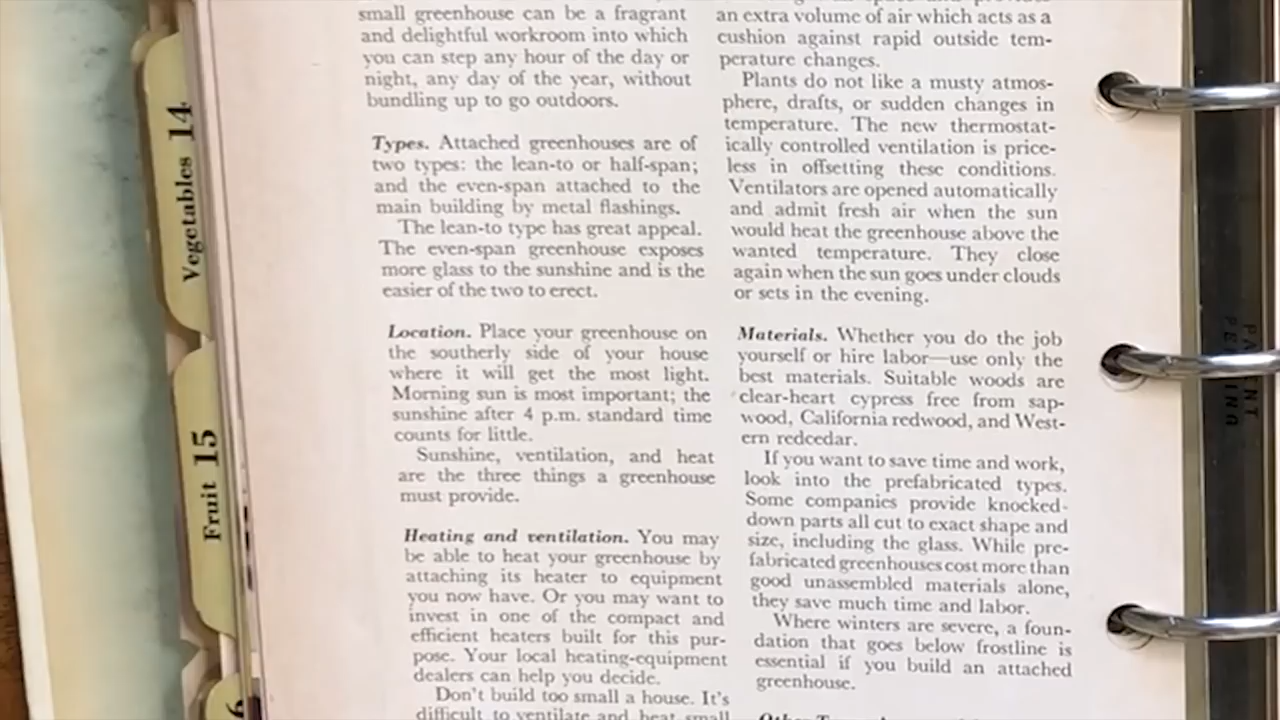 Vegetables 14
Fruit 15
6
small greenhouse can be a fragrant
and delightful workroom into which
you can step any hour of the day or
night, any day of the year, without
bundling up to go outdoors.
Types. Attached greenhouses are of
two types: the lean-to or half-span;
and the even-span attached to the
main building by metal flashings.
The lean-to type has great appeal.
The even-span greenhouse exposes
more glass to the sunshine and is the
easier of the two to erect.
Location. Place your greenhouse on
the southerly side of your house
where it will get the most light.
Morning sun is most important; the
sunshine after 4 p.m. standard time
counts for little.
Sunshine, ventilation, and heat
are the three things a greenhouse
must provide.
Heating and ventilation. You may
be able to heat your greenhouse by
attaching its heater to equipment
you now have. Or you may want to
invest in one of the compact and
efficient heaters built for this pur-
pose. Your local heating-equipment
dealers can help you decide.
Don't build too small a house. It's
difficult to ventilate and heat small
an extra volume of air which acts as a
cushion against rapid outside tem-
perature changes.
Plants do not like a musty atmos-
phere, drafts, or sudden changes in
temperature. The new thermostat-
ically controlled ventilation is price-
less in offsetting these conditions.
Ventilators are opened automatically
and admit fresh air when the sun
would heat the greenhouse above the
wanted temperature. They close
again when the sun goes under clouds
or sets in the evening.
Materials. Whether you do the job
yourself or hire labor—use only the
best materials. Suitable woods are
clear-heart cypress free from sap-
wood, California redwood, and West-
ern redcedar.
If you want to save time and work,
look into the prefabricated types.
Some companies provide knocked-
down parts all cut to exact shape and
size, including the glass. While pre-
fabricated greenhouses cost more than
good unassembled materials alone,
they save much time and labor.
Where winters are severe, a foun-
dation that goes below frostline is
essential if you build an attached
greenhouse.